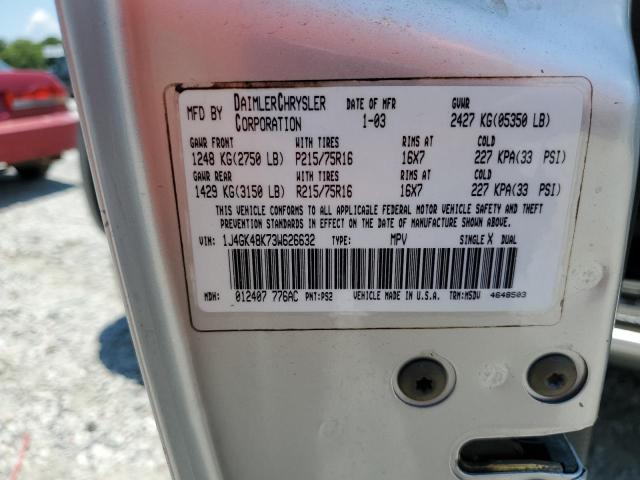 MFD BY DAIMLERCHRYSLER CORPORATION DATE OF MFR 1-03 GVWR 2427 KG(05350 LB)
GAWR FRONT WITH TIRES RIMS AT COLD
1248 KG(2750 LB) P215/75R16 16X7 227 KPA(33 PSI)
GAWR REAR WITH TIRES RIMS AT COLD
1429 KG(3150 LB) R215/75R16 16X7 227 KPA(33 PSI)
THIS VEHICLE CONFORMS TO ALL APPLICABLE FEDERAL MOTOR VEHICLE SAFETY AND THEFT
PREVENTION STANDARDS IN EFFECT ON THE DATE OF MANUFACTURE SHOWN ABOVE.
VIN: 1J4GK48K73W626632 TYPE: MPV SINGLE X DUAL
MDH: 012407 776AC PNT:PS2 VEHICLE MADE IN U.S.A. TRM:MSDV 4648503